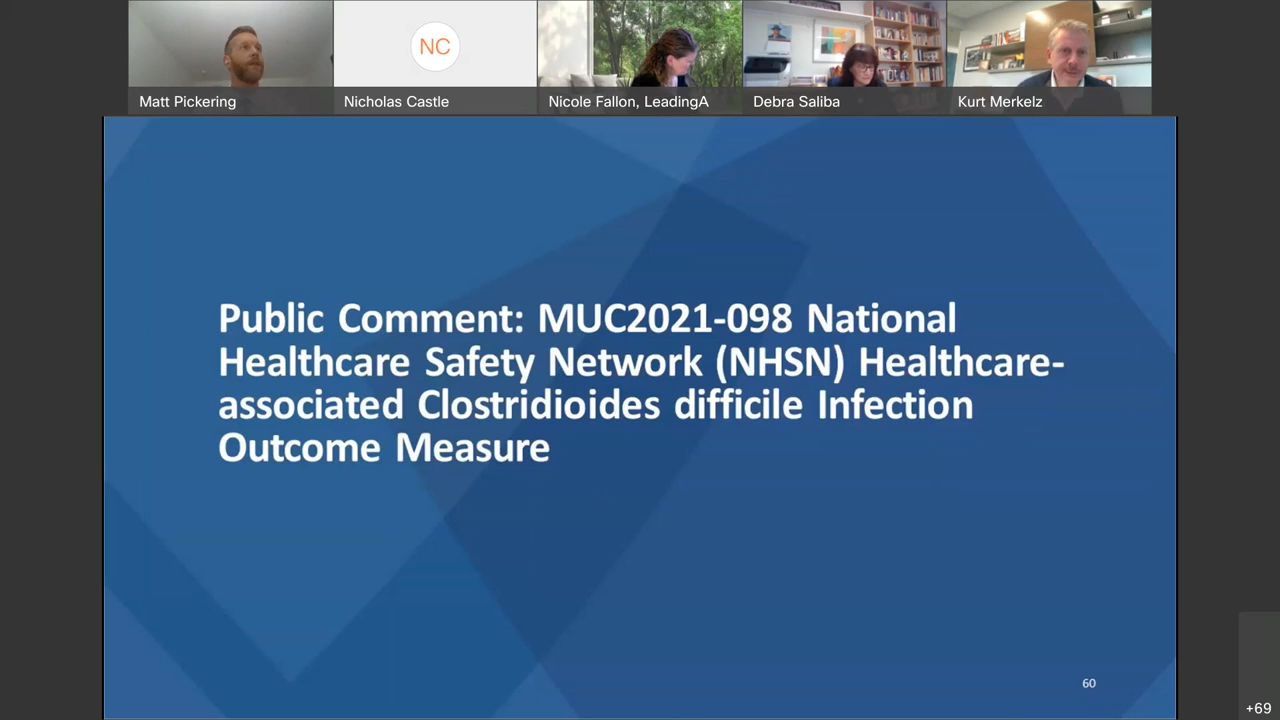 NC
Matt Pickering
Nicholas Castle
Nicole Fallon, LeadingA
Debra Saliba
Kurt Merkelz
Public Comment: MUC2021-098 National
Healthcare Safety Network (NHSN) Healthcare-
associated Clostridioides difficile Infection
Outcome Measure
60
+69